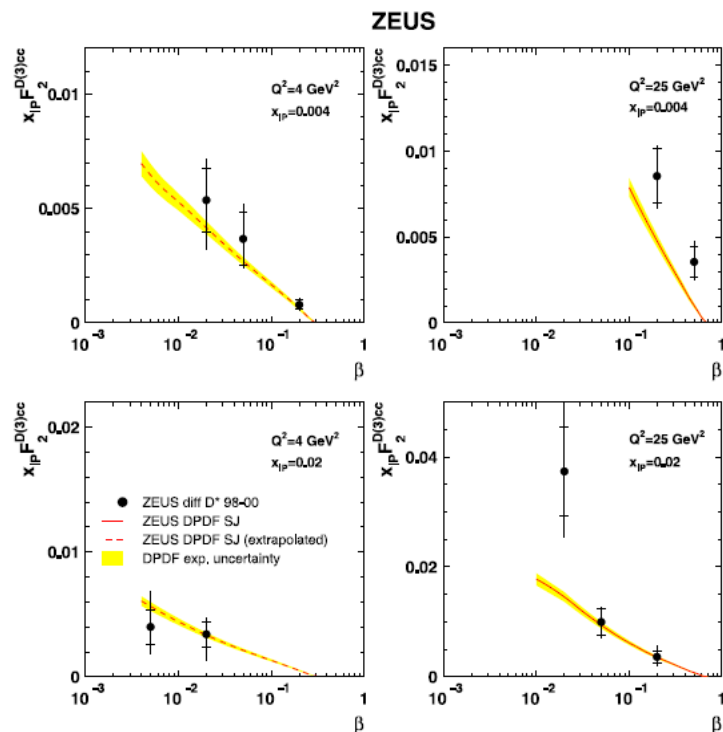 ZEUS
x_IP F_2^D(3)cc
0.01
0.005
0
Q²=4 GeV²
x_IP=0.004
10⁻³ 10⁻² 10⁻¹ 1
β
x_IP F_2^D(3)cc
0.015
0.01
0.005
0
Q²=25 GeV²
x_IP=0.004
10⁻³ 10⁻² 10⁻¹ 1
β
x_IP F_2^D(3)cc
0.02
0.01
0
Q²=4 GeV²
x_IP=0.02
ZEUS diff D* 98-00
ZEUS DPDF SJ
ZEUS DPDF SJ (extrapolated)
DPDF exp. uncertainty
10⁻³ 10⁻² 10⁻¹ 1
β
x_IP F_2^D(3)cc
0.04
0.02
0
Q²=25 GeV²
x_IP=0.02
10⁻³ 10⁻² 10⁻¹ 1
β